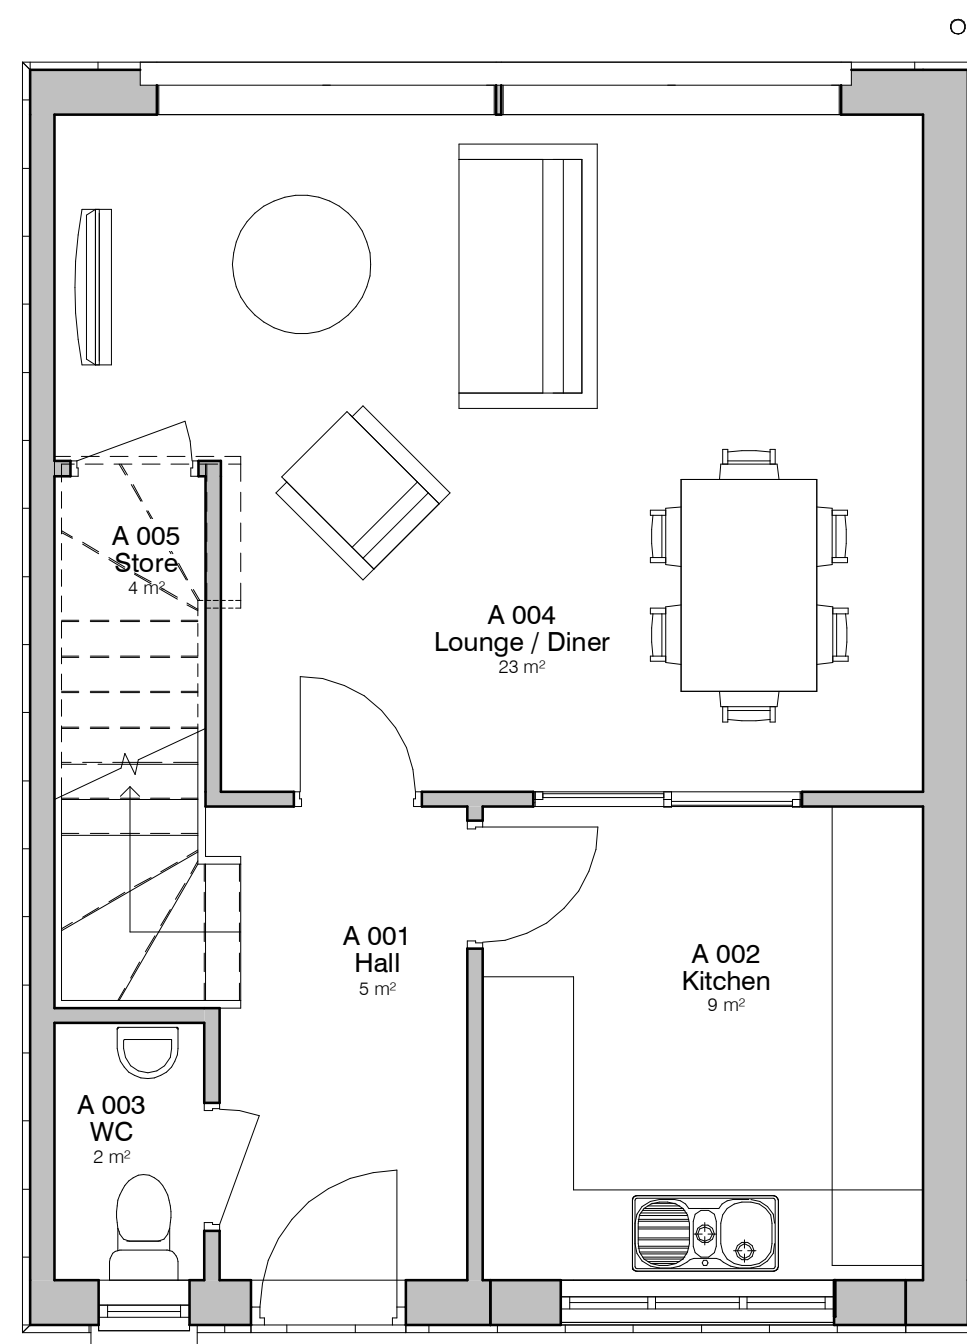 A 005
Store
4 m²
A 004
Lounge / Diner
23 m²
A 001
Hall
5 m²
A 002
Kitchen
9 m²
A 003
WC
2 m²